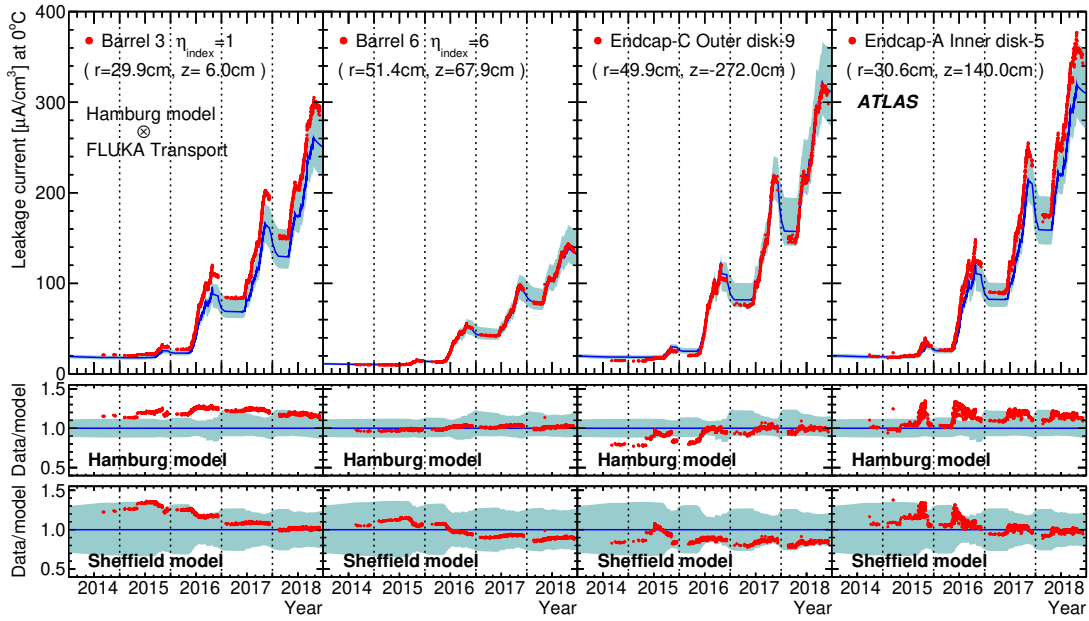 Leakage current [μA/cm³] at 0°C
400
300
200
100
0
Barrel 3 η_index=1
( r=29.9cm, z= 6.0cm )
Hamburg model
⊗
FLUKA Transport
Barrel 6 η_index=6
( r=51.4cm, z=67.9cm )
Endcap-C Outer disk-9
( r=49.9cm, z=-272.0cm )
Endcap-A Inner disk-5
( r=30.6cm, z=140.0cm )
ATLAS
Data/model
1.5
1.0
0.5
Hamburg model
Hamburg model
Hamburg model
Hamburg model
Data/model
1.5
1.0
0.5
Sheffield model
Sheffield model
Sheffield model
Sheffield model
2014 2015 2016 2017 2018
2014 2015 2016 2017 2018
2014 2015 2016 2017 2018
2014 2015 2016 2017 2018
Year
Year
Year
Year